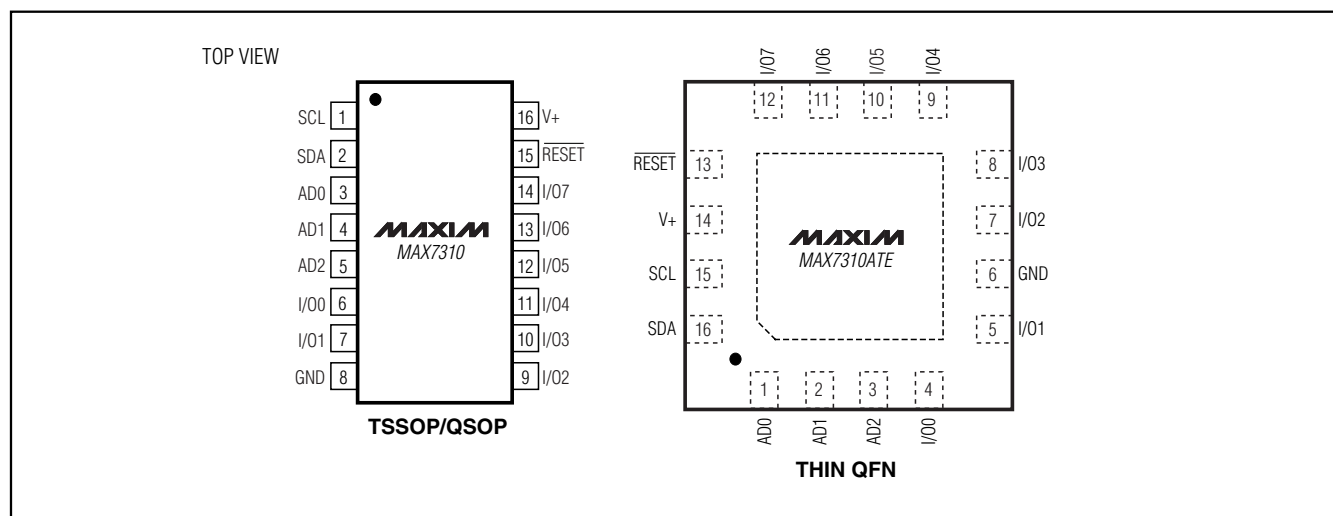 TOP VIEW
SCL 1
SDA 2
AD0 3
AD1 4
AD2 5
I/O0 6
I/O1 7
GND 8
16 V+
15 RESET
14 I/O7
13 I/O6
12 I/O5
11 I/O4
10 I/O3
9 I/O2
MAXIM
MAX7310
TSSOP/QSOP
I/O7 I/O6 I/O5 I/O4
12 11 10 9
RESET 13
V+ 14
SCL 15
SDA 16
8 I/O3
7 I/O2
6 GND
5 I/O1
MAXIM
MAX7310ATE
1 2 3 4
AD0 AD1 AD2 I/O0
THIN QFN